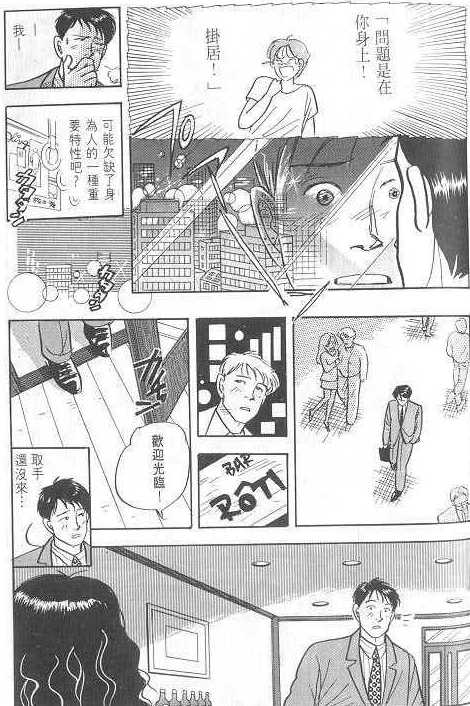 「問題是在
你身上！
掛居！」
我｜｜
可能欠缺了身
為人的一種重
要特性吧？
BAR
RÔTI
歡迎光臨！
取手
還沒來…